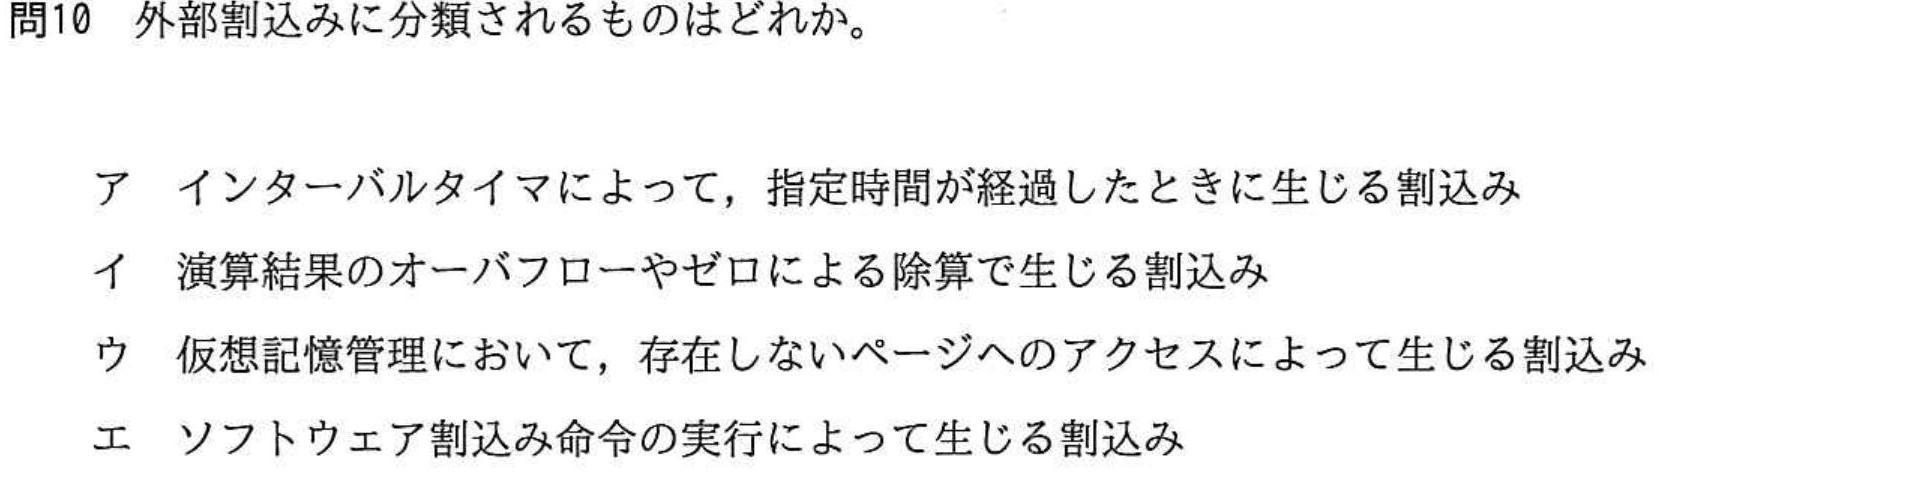 問10 外部割込みに分類されるものはどれか。
ア インターバルタイマによって，指定時間が経過したときに生じる割込み
イ 演算結果のオーバフローやゼロによる除算で生じる割込み
ウ 仮想記憶管理において，存在しないページへのアクセスによって生じる割込み
エ ソフトウェア割込み命令の実行によって生じる割込み